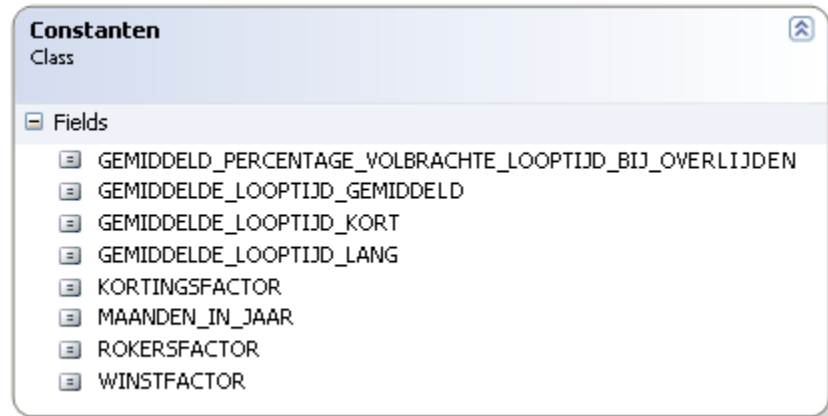 Constanten
Class
Fields
GEMIDDELD_PERCENTAGE_VOLBRACHTE_LOOPTIJD_BIJ_OVERLIJDEN
GEMIDDELDE_LOOPTIJD_GEMIDDELD
GEMIDDELDE_LOOPTIJD_KORT
GEMIDDELDE_LOOPTIJD_LANG
KORTINGSFACTOR
MAANDEN_IN_JAAR
ROKERSFACTOR
WINSTFACTOR